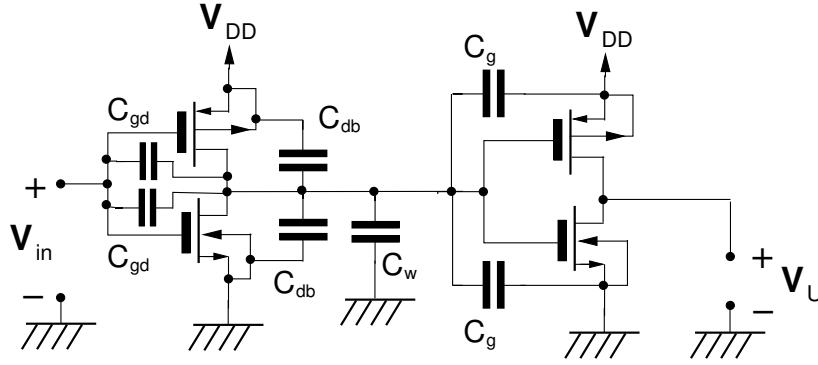 V_DD
V_DD
C_g
C_gd
C_db
+
V_in
−
C_gd
C_db
C_w
C_g
+
V_U
−